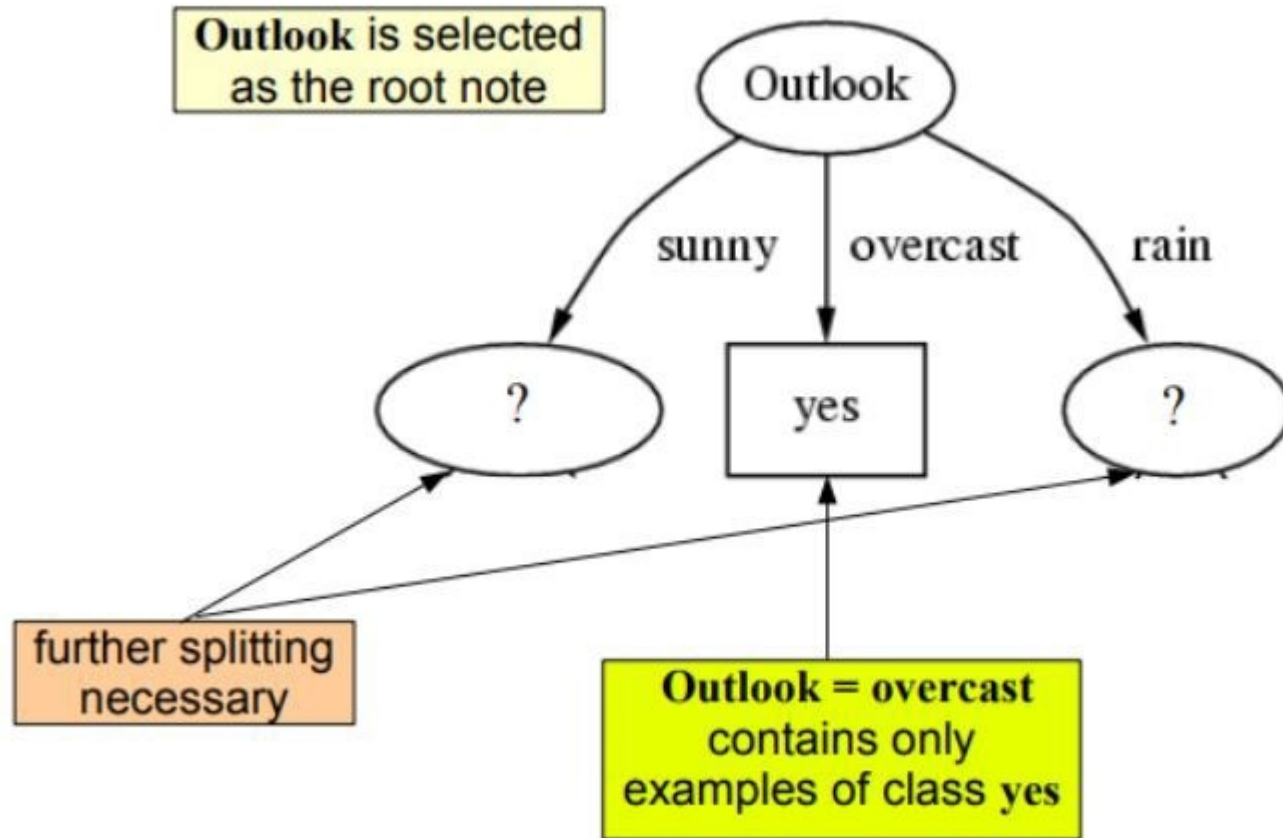 Outlook is selected
as the root note
Outlook
sunny
overcast
rain
?
yes
?
further splitting
necessary
Outlook = overcast
contains only
examples of class yes